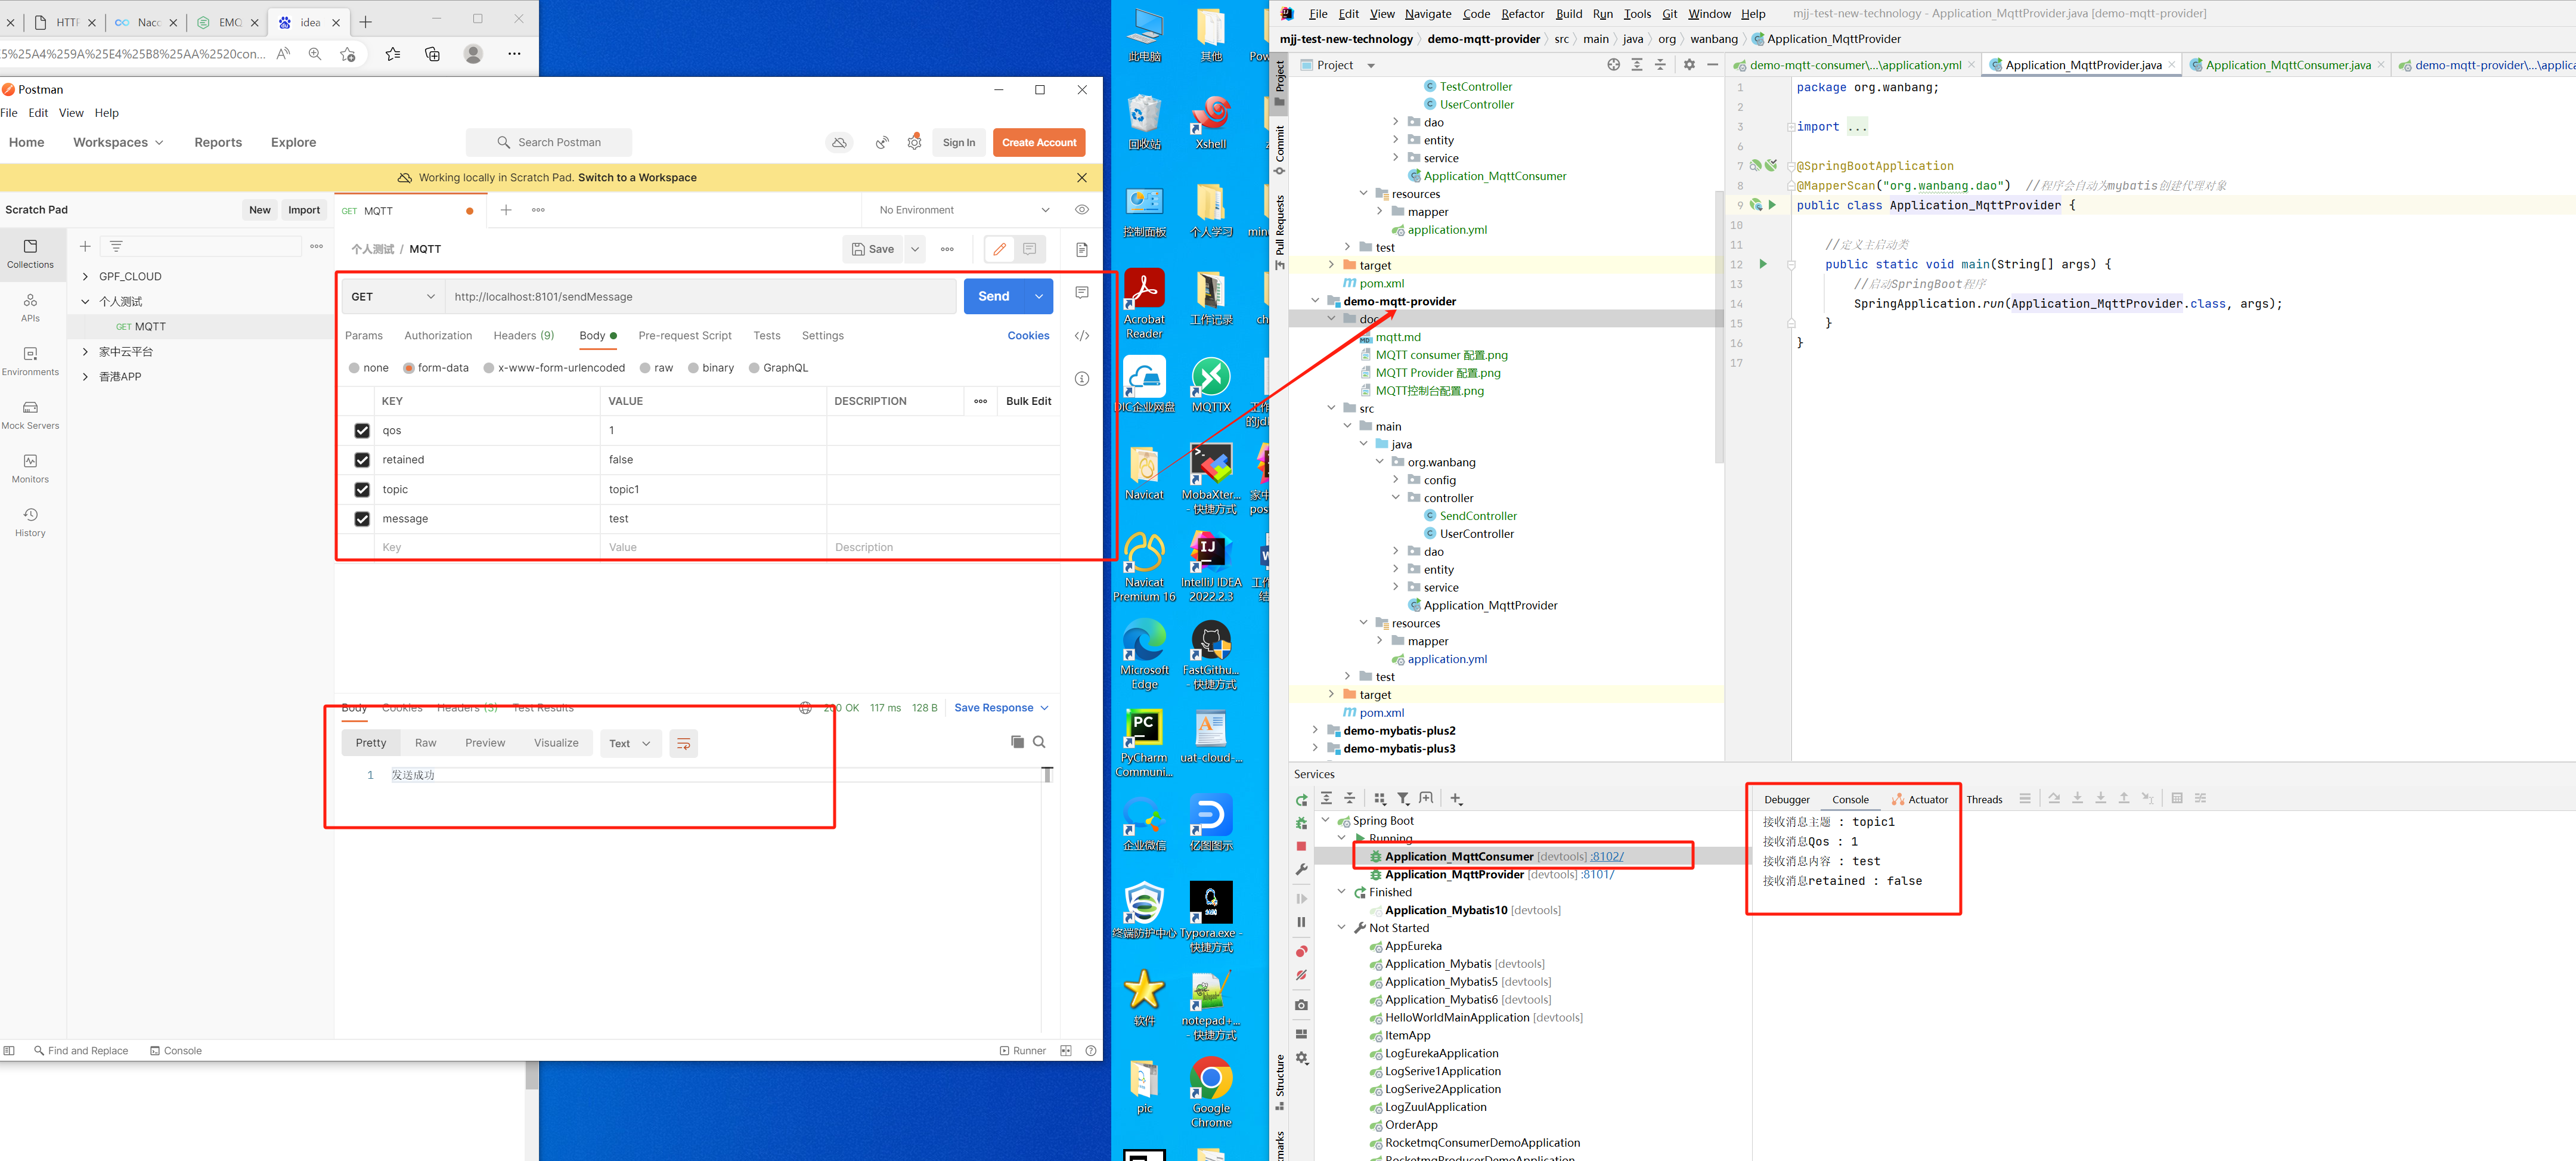 HTTF
Nacc
EMC
idea
5%25A4%259A%25E4%25B8%25AA%2520con...
Postman
File Edit View Help
Home Workspaces Reports Explore
Search Postman
Sign In
Create Account
Working locally in Scratch Pad. Switch to a Workspace
Scratch Pad
New
Import
GET MQTT
No Environment
Collections
APIs
Environments
Mock Servers
Monitors
History
GPF_CLOUD
个人测试
GET MQTT
家中云平台
香港APP
个人测试 / MQTT
Save
GET
http://localhost:8101/sendMessage
Send
Params Authorization Headers (9) Body Pre-request Script Tests Settings Cookies
none form-data x-www-form-urlencoded raw binary GraphQL
KEY VALUE DESCRIPTION Bulk Edit
qos 1
retained false
topic topic1
message test
Key Value Description
Body Cookies Headers (5) Test Results
200 OK 117 ms 128 B Save Response
Pretty Raw Preview Visualize Text
1 发送成功
Find and Replace
Console
Runner
此电脑
其他
回收站
Xshell
控制面板
个人学习
Acrobat Reader
工作记录
DIC企业网盘
MQTTX
Navicat
MobaXter... - 快捷方式
Navicat Premium 16
IntelliJ IDEA 2022.2.3
Microsoft Edge
FastGithu... - 快捷方式
PyCharm Communi...
uat-cloud-...
企业微信
亿图图示
终端防护中心
Typora.exe - 快捷方式
软件
notepad+... - 快捷方式
pic
Google Chrome
File Edit View Navigate Code Refactor Build Run Tools Git Window Help
mjj-test-new-technology - Application_MqttProvider.java [demo-mqtt-provider]
mjj-test-new-technology demo-mqtt-provider src main java org wanbang Application_MqttProvider
Project
Commit
Pull Requests
Structure
Project
TestController
UserController
dao
entity
service
Application_MqttConsumer
resources
mapper
application.yml
test
target
pom.xml
demo-mqtt-provider
doc
mqtt.md
MQTT consumer 配置.png
MQTT Provider 配置.png
MQTT控制台配置.png
src
main
java
org.wanbang
config
controller
SendController
UserController
dao
entity
service
Application_MqttProvider
resources
mapper
application.yml
test
target
pom.xml
demo-mybatis-plus2
demo-mybatis-plus3
demo-mqtt-consumer\...\application.yml
Application_MqttProvider.java
Application_MqttConsumer.java
demo-mqtt-provider\...\applica
1 package org.wanbang;
2
3 import ...
6
7 @SpringBootApplication
8 @MapperScan("org.wanbang.dao") //程序会自动为mybatis创建代理对象
9 public class Application_MqttProvider {
10
11 //定义主启动类
12 public static void main(String[] args) {
13 //启动SpringBoot程序
14 SpringApplication.run(Application_MqttProvider.class, args);
15 }
16 }
17
Services
Spring Boot
Running
Application_MqttConsumer [devtools] :8102/
Application_MqttProvider [devtools] :8101/
Finished
Application_Mybatis10 [devtools]
Not Started
AppEureka
Application_Mybatis [devtools]
Application_Mybatis5 [devtools]
Application_Mybatis6 [devtools]
HelloWorldMainApplication [devtools]
ItemApp
LogEurekaApplication
LogSerive1Application
LogSerive2Application
LogZuulApplication
OrderApp
RocketmqConsumerDemoApplication
RocketmqProducerDemoApplication
Debugger Console Actuator Threads
接收消息主题 : topic1
接收消息Qos : 1
接收消息内容 : test
接收消息retained : false